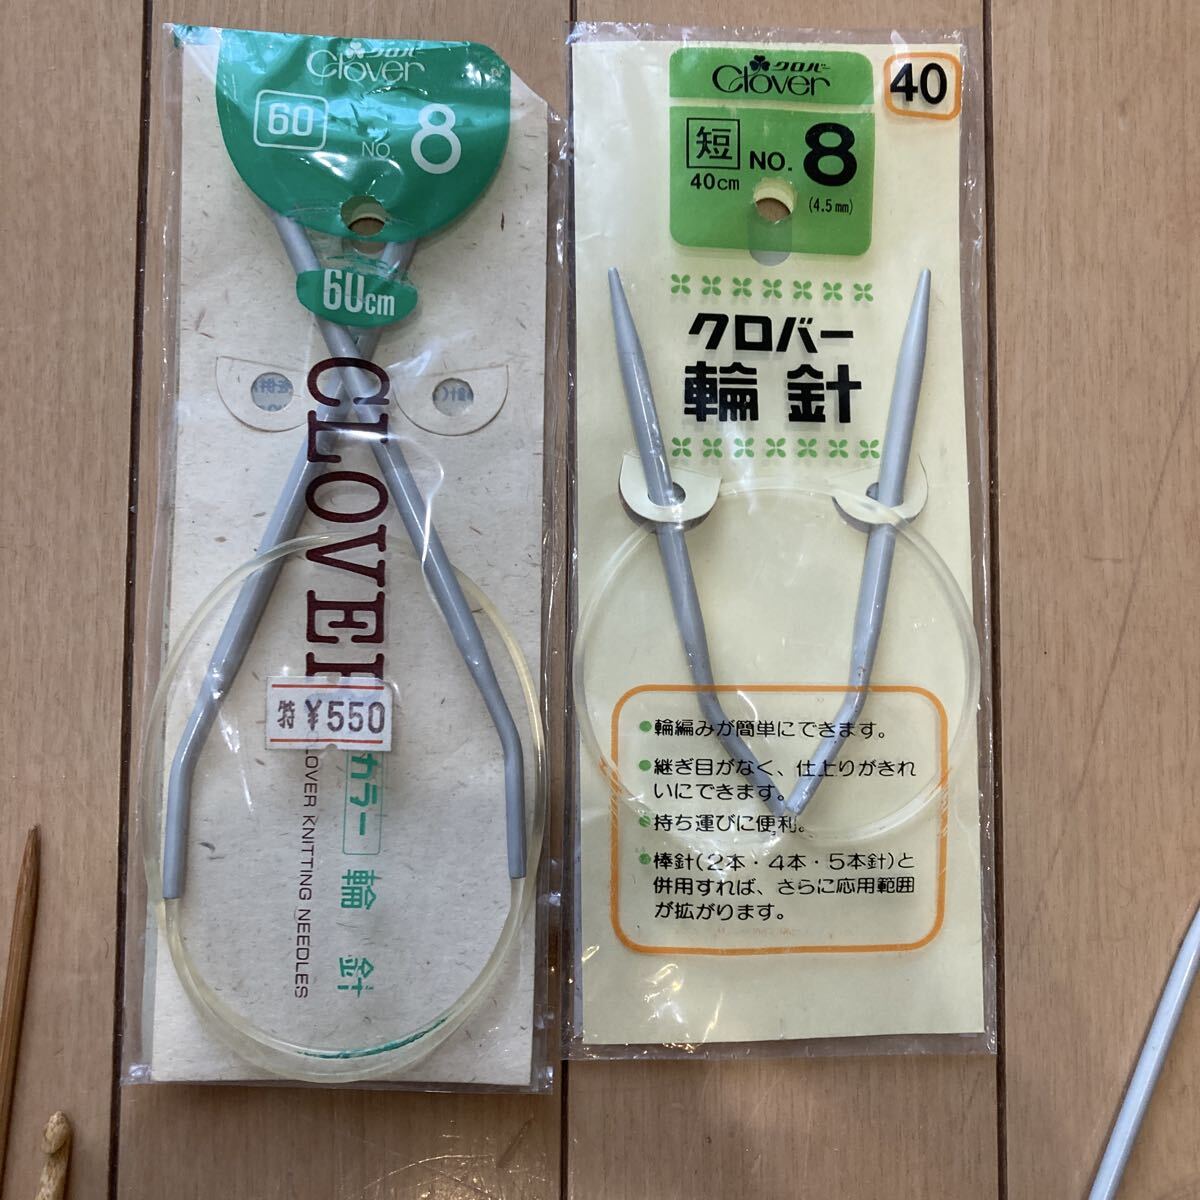 クロバー
Clover
60
NO. 8
60cm
CLOVER
特 ¥550
カラー 輪針
CLOVER KNITTING NEEDLES
クロバー
Clover
40
短 NO. 8
40cm (4.5mm)
クロバー
輪針
●輪編みが簡単にできます。
●継ぎ目がなく、仕上りがきれ
いにできます。
●持ち運びに便利。
●棒針(2本・4本・5本針)と
併用すれば、さらに応用範囲
が拡がります。